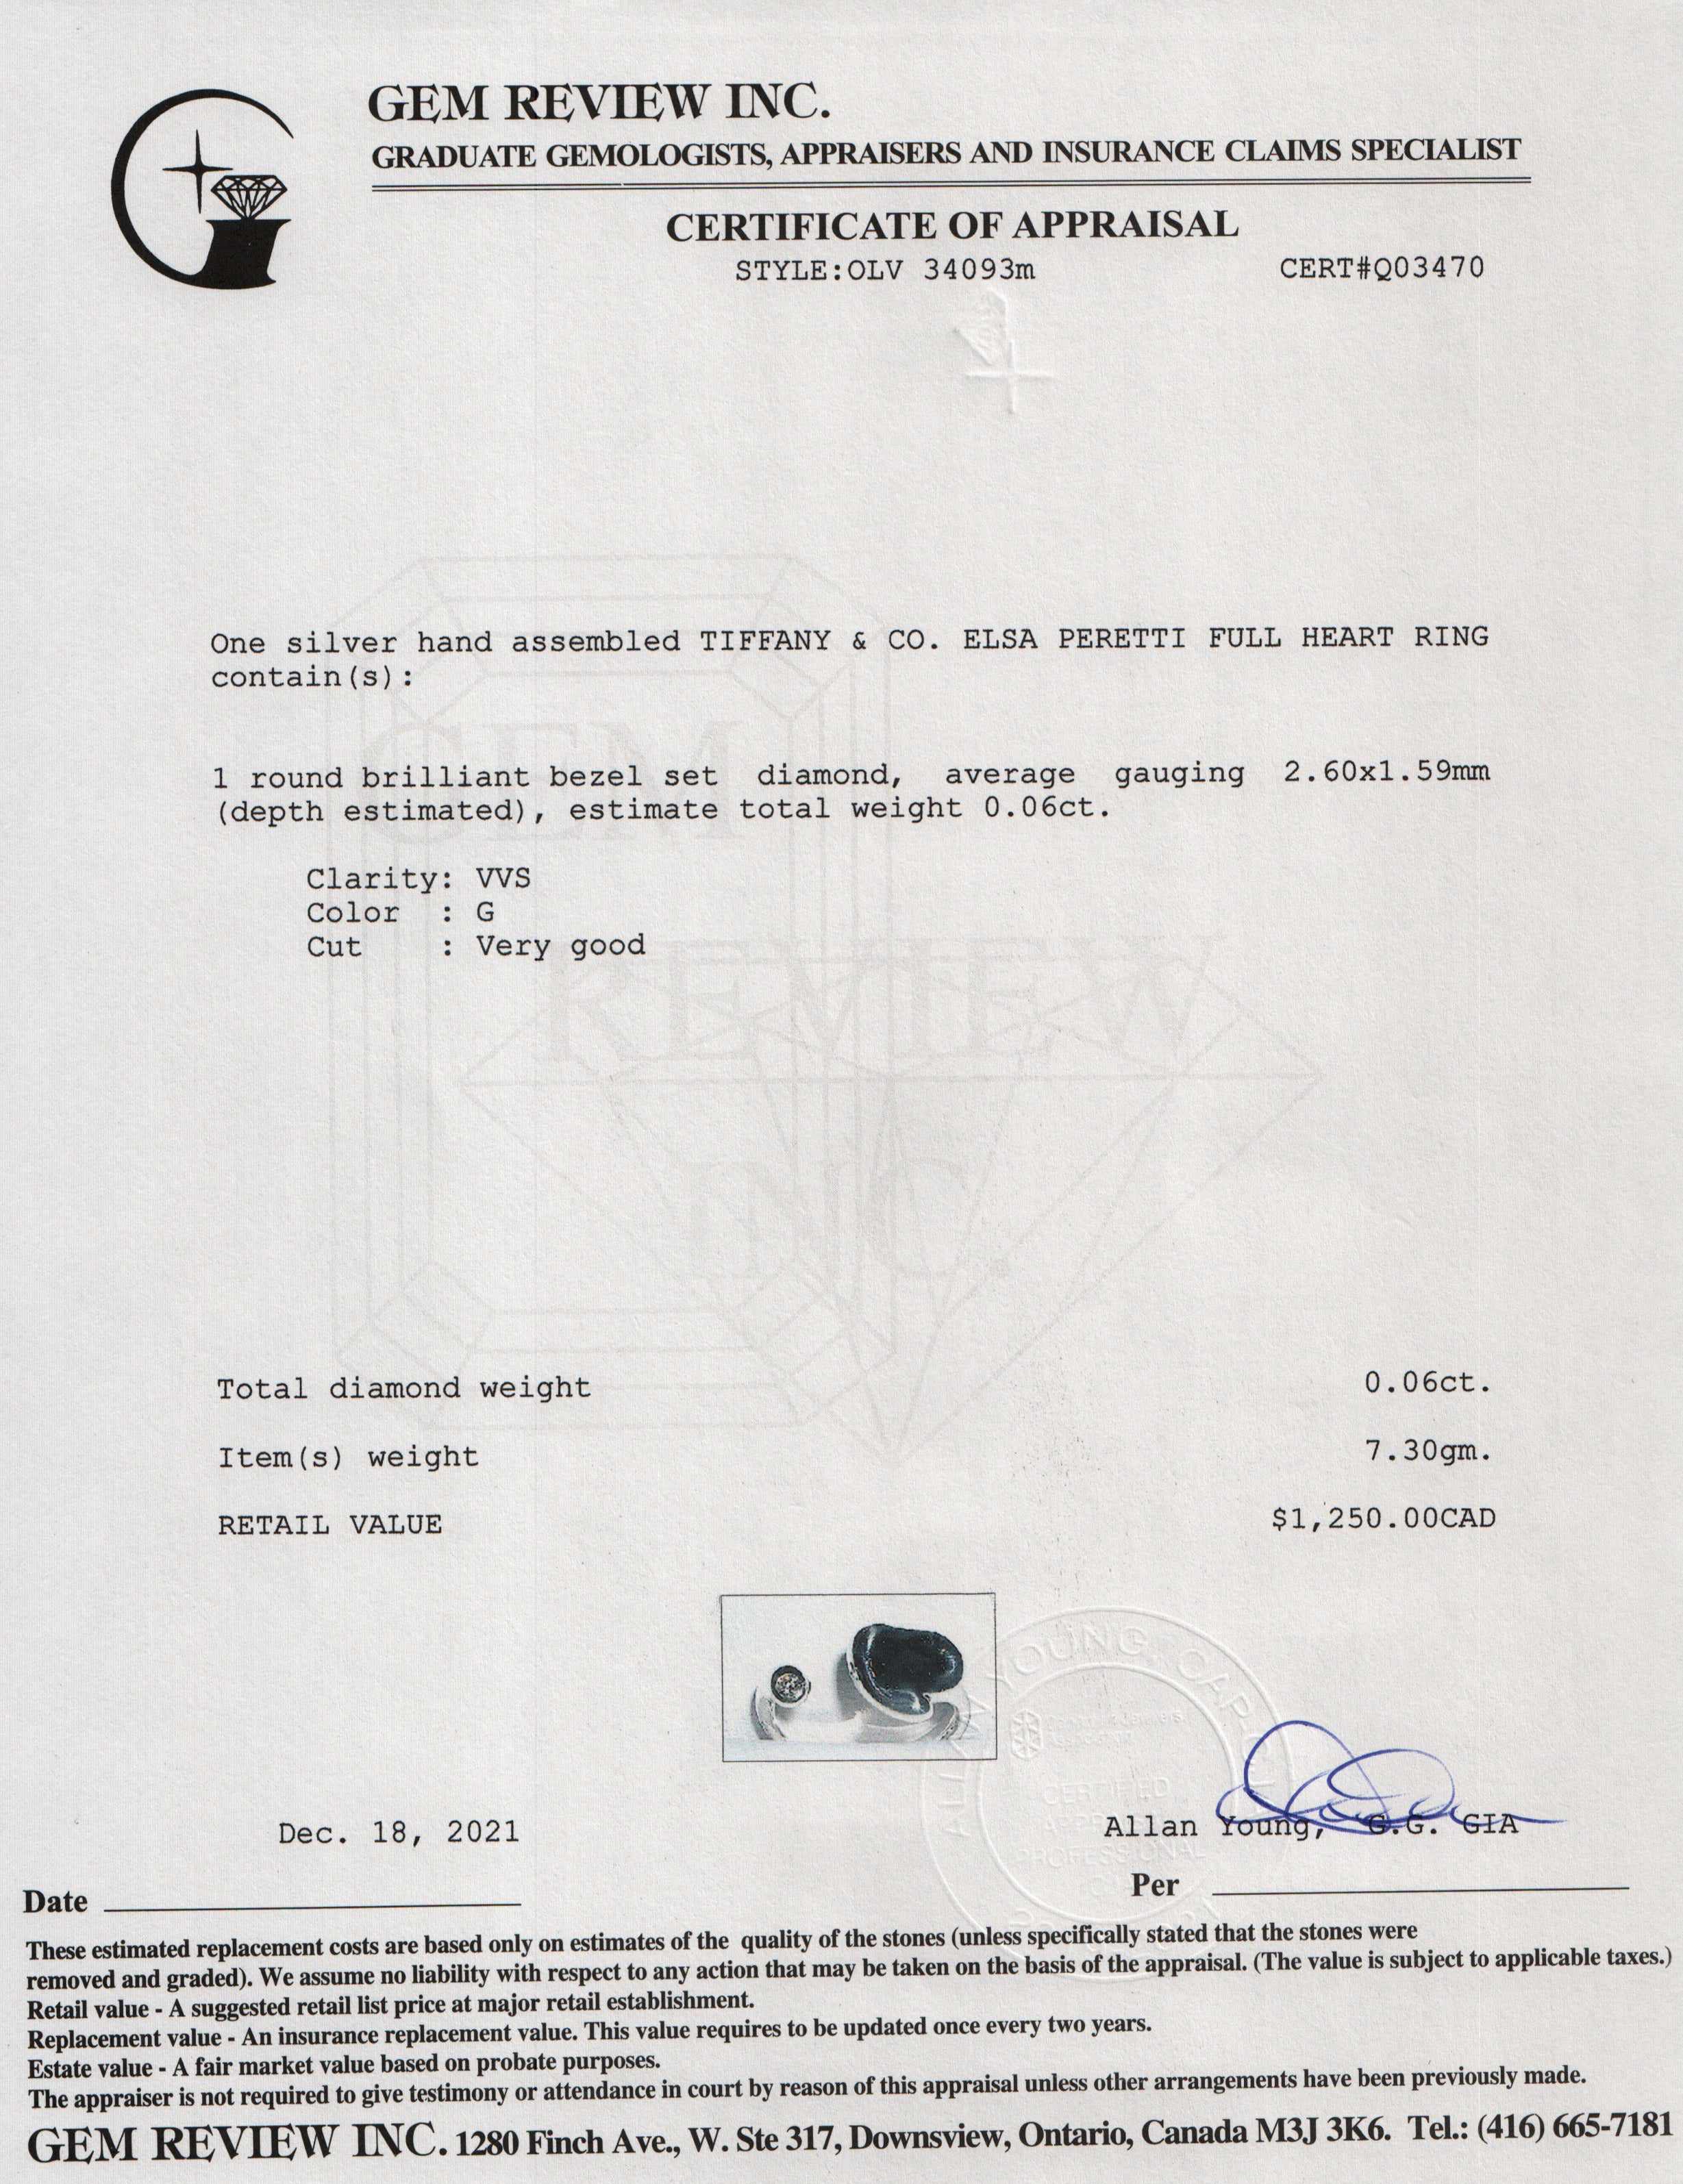 GEM REVIEW INC.
GRADUATE GEMOLOGISTS, APPRAISERS AND INSURANCE CLAIMS SPECIALIST
CERTIFICATE OF APPRAISAL
STYLE:OLV 34093m
CERT#Q03470
One silver hand assembled TIFFANY & CO. ELSA PERETTI FULL HEART RING
contain(s):
1 round brilliant bezel set diamond, average gauging 2.60x1.59mm
(depth estimated), estimate total weight 0.06ct.
Clarity: VVS
Color : G
Cut : Very good
GEM
REVIEW
INC.
Total diamond weight 0.06ct.
Item(s) weight 7.30gm.
RETAIL VALUE $1,250.00CAD
Dec. 18, 2021
Allan Young, G.G. GIA
Date
Per
These estimated replacement costs are based only on estimates of the quality of the stones (unless specifically stated that the stones were
removed and graded). We assume no liability with respect to any action that may be taken on the basis of the appraisal. (The value is subject to applicable taxes.)
Retail value - A suggested retail list price at major retail establishment.
Replacement value - An insurance replacement value. This value requires to be updated once every two years.
Estate value - A fair market value based on probate purposes.
The appraiser is not required to give testimony or attendance in court by reason of this appraisal unless other arrangements have been previously made.
GEM REVIEW INC. 1280 Finch Ave., W. Ste 317, Downsview, Ontario, Canada M3J 3K6. Tel.: (416) 665-7181